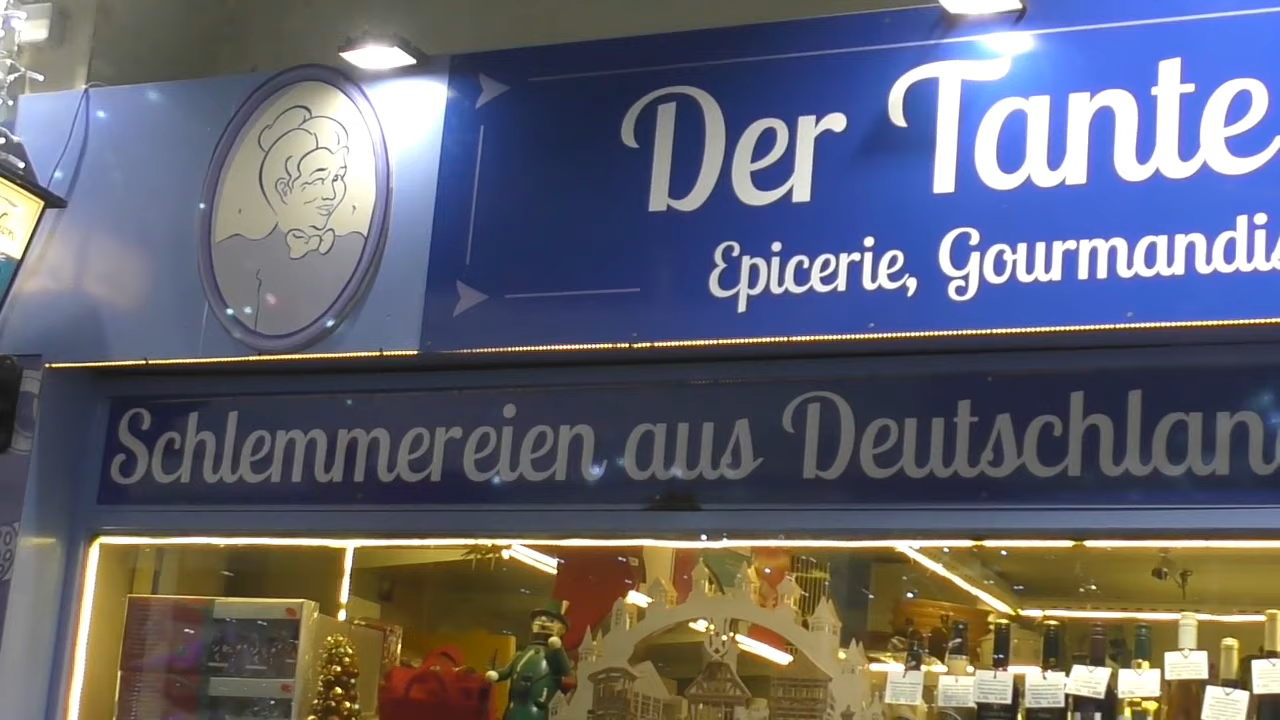 Der Tante
Epicerie, Gourmandis
Schlemmereien aus Deutschlan